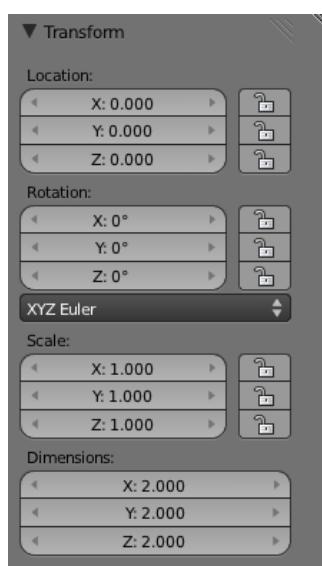 Transform
Location:
X: 0.000
Y: 0.000
Z: 0.000
Rotation:
X: 0°
Y: 0°
Z: 0°
XYZ Euler
Scale:
X: 1.000
Y: 1.000
Z: 1.000
Dimensions:
X: 2.000
Y: 2.000
Z: 2.000